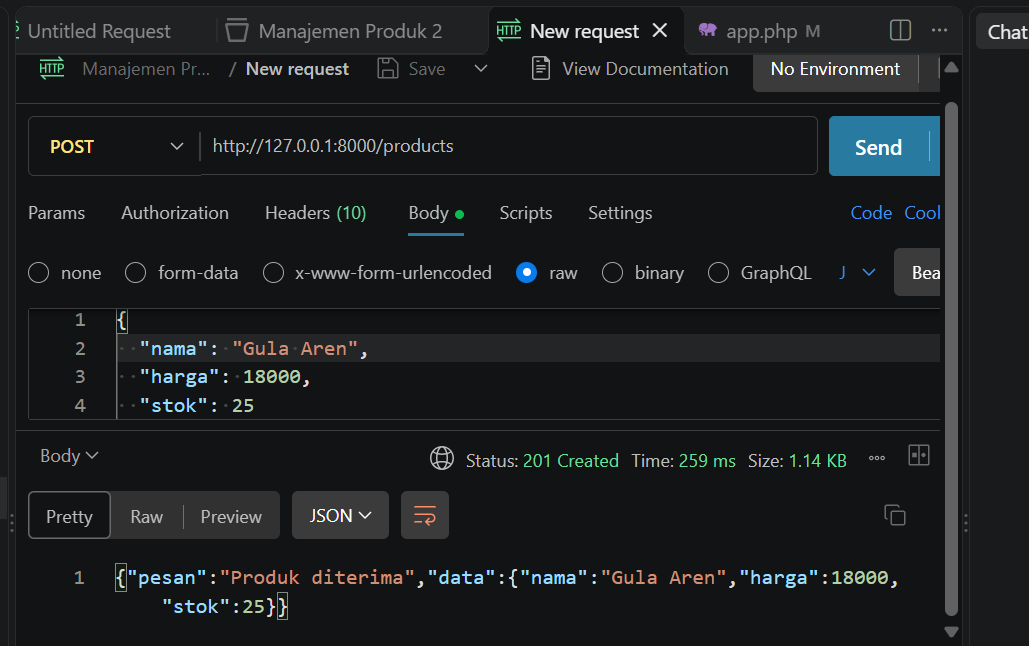 Untitled Request Manajemen Produk 2 HTTP New request app.php M Chat
HTTP Manajemen Pr... / New request Save View Documentation No Environment
POST http://127.0.0.1:8000/products Send
Params Authorization Headers (10) Body Scripts Settings Code Cool
none form-data x-www-form-urlencoded raw binary GraphQL J Bea
1 {
2 "nama": "Gula Aren",
3 "harga": 18000,
4 "stok": 25
Body Status: 201 Created Time: 259 ms Size: 1.14 KB
Pretty Raw Preview JSON
1 {"pesan":"Produk diterima","data":{"nama":"Gula Aren","harga":18000,
"stok":25}}